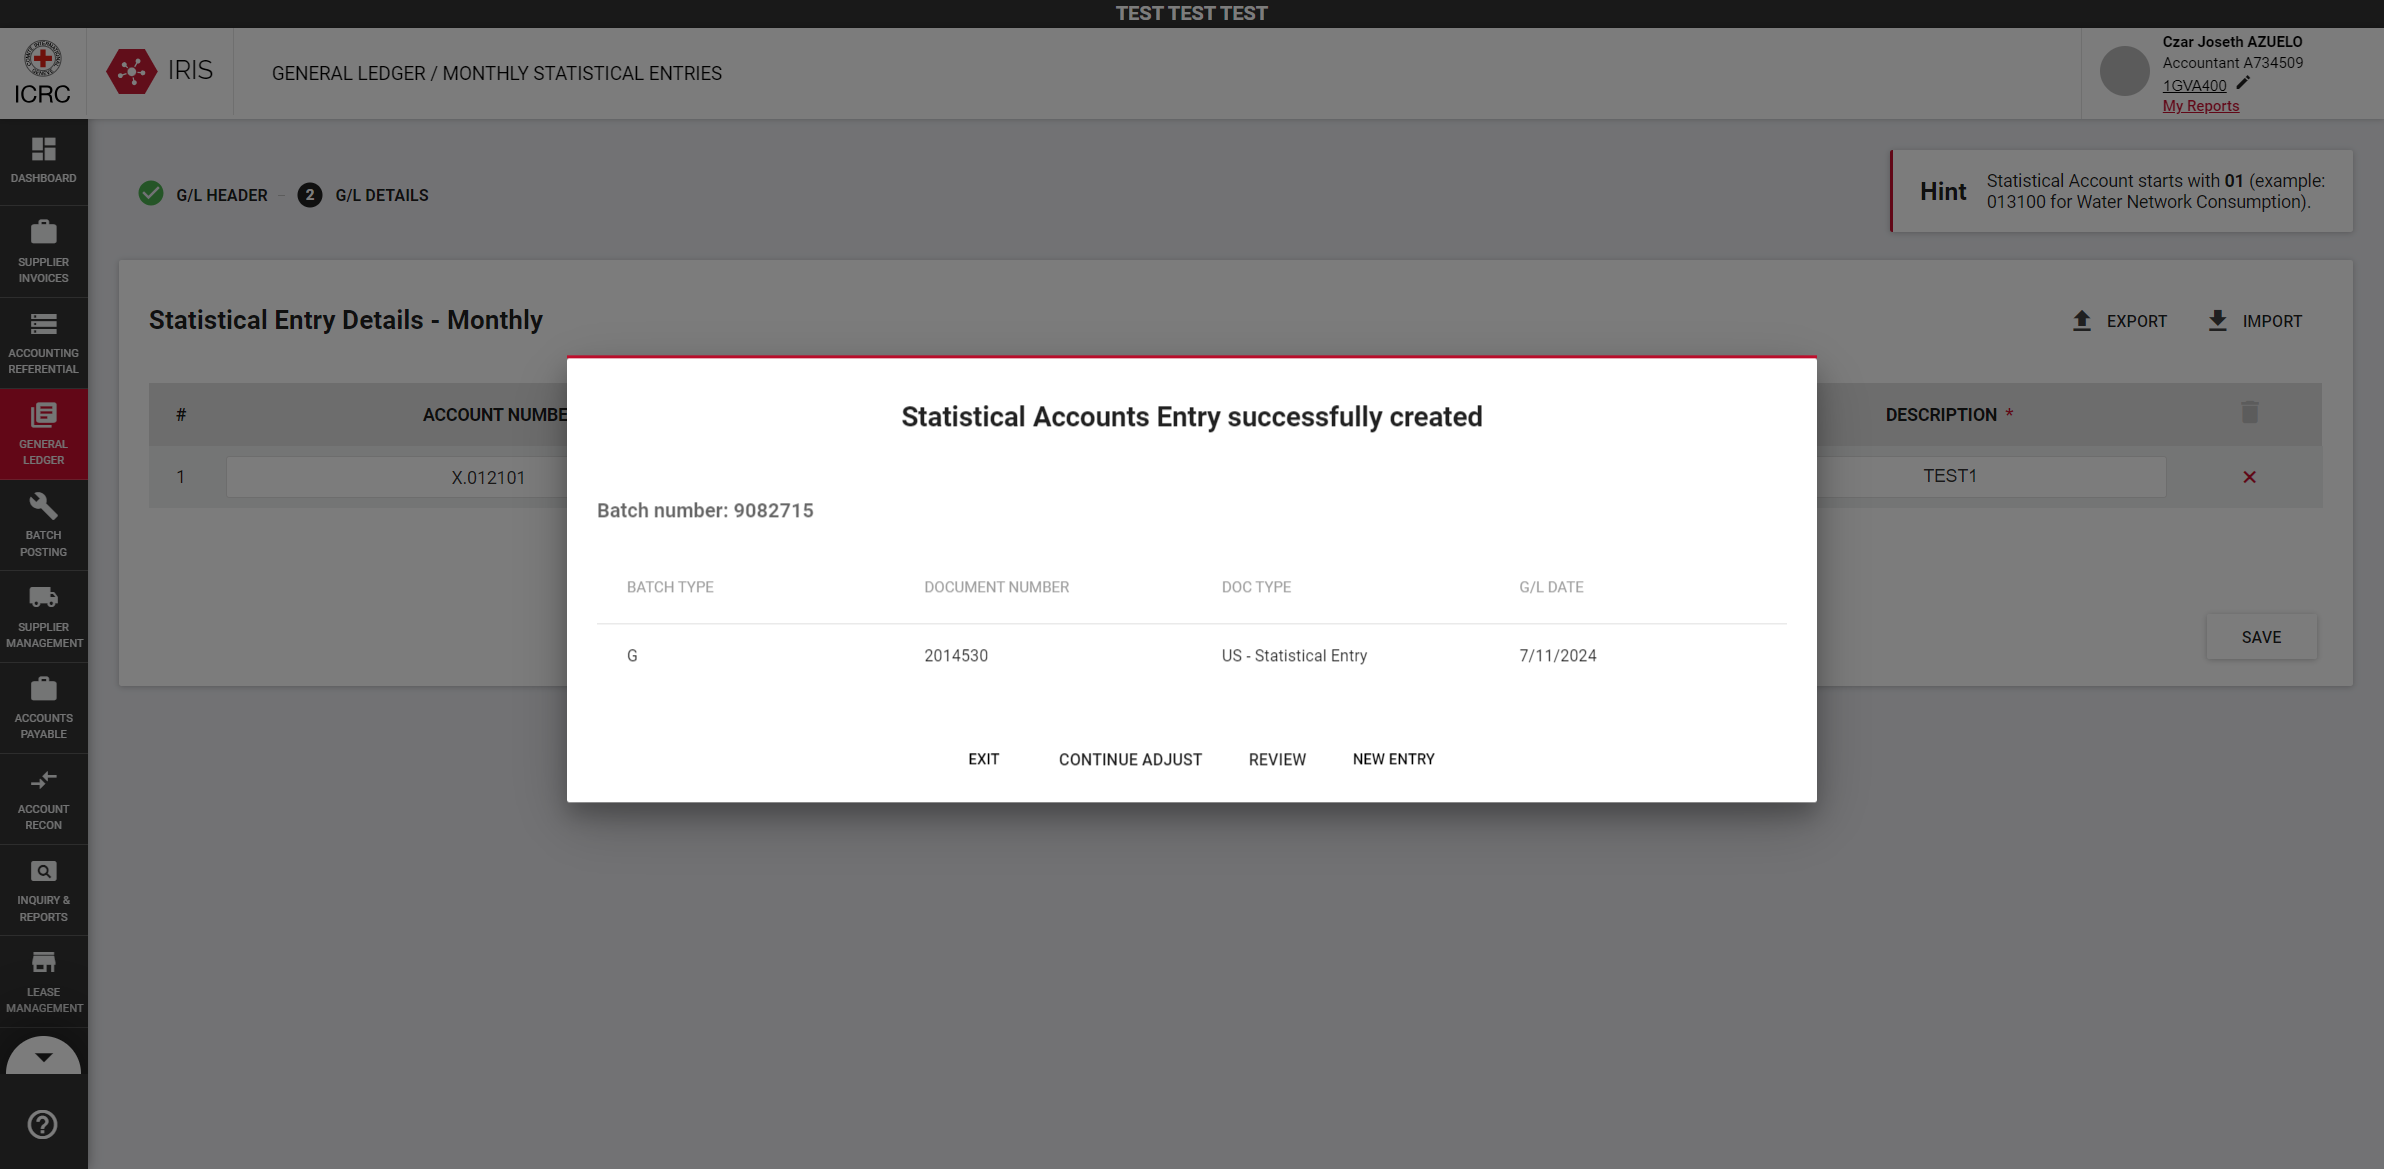 TEST TEST TEST
ICRC
IRIS
GENERAL LEDGER / MONTHLY STATISTICAL ENTRIES
Czar Joseth AZUELO
Accountant A734509
1GVA400
My Reports
DASHBOARD
SUPPLIER
INVOICES
ACCOUNTING
REFERENTIAL
GENERAL
LEDGER
BATCH
POSTING
SUPPLIER
MANAGEMENT
ACCOUNTS
PAYABLE
ACCOUNT
RECON
INQUIRY &
REPORTS
LEASE
MANAGEMENT
G/L HEADER
2 G/L DETAILS
Hint
Statistical Account starts with 01 (example:
013100 for Water Network Consumption).
Statistical Entry Details - Monthly
EXPORT
IMPORT
# ACCOUNT NUMBE DESCRIPTION *
1 X.012101 TEST1
SAVE
Statistical Accounts Entry successfully created
Batch number: 9082715
BATCH TYPE DOCUMENT NUMBER DOC TYPE G/L DATE
G 2014530 US - Statistical Entry 7/11/2024
EXIT CONTINUE ADJUST REVIEW NEW ENTRY